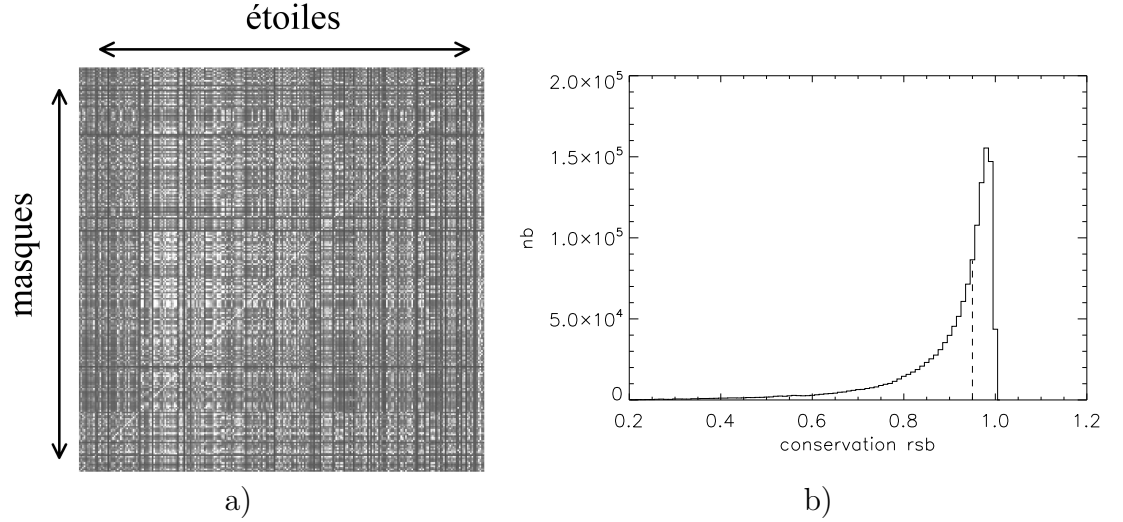 étoiles
masques
a)
2.0×10⁵
1.5×10⁵
1.0×10⁵
5.0×10⁴
0
nb
0.2 0.4 0.6 0.8 1.0 1.2
conservation rsb
b)